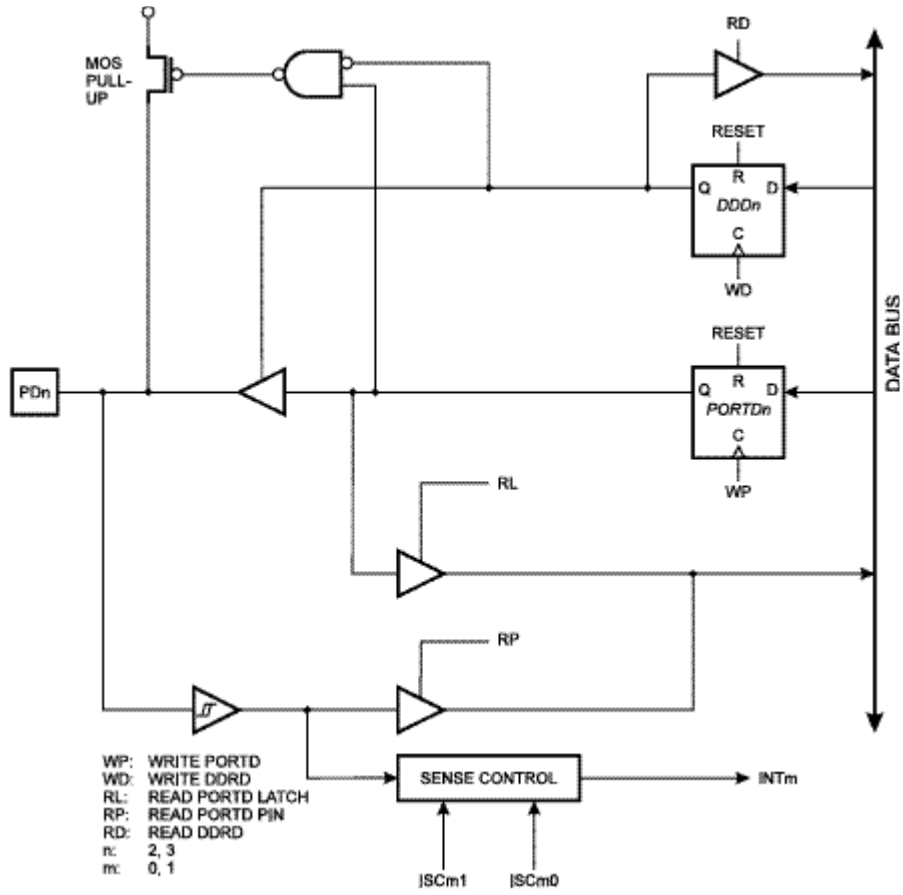 RD
MOS
PULL-
UP
RESET
R
Q
D
DDDn
C
WD
DATA BUS
RESET
R
Q
D
PDn
PORTDn
C
WP
RL
RP
WP: WRITE PORTD
WD: WRITE DDRD
RL: READ PORTD LATCH
RP: READ PORTD PIN
RD: READ DDRD
n: 2, 3
m: 0, 1
SENSE CONTROL
INTm
ISCm1
ISCm0